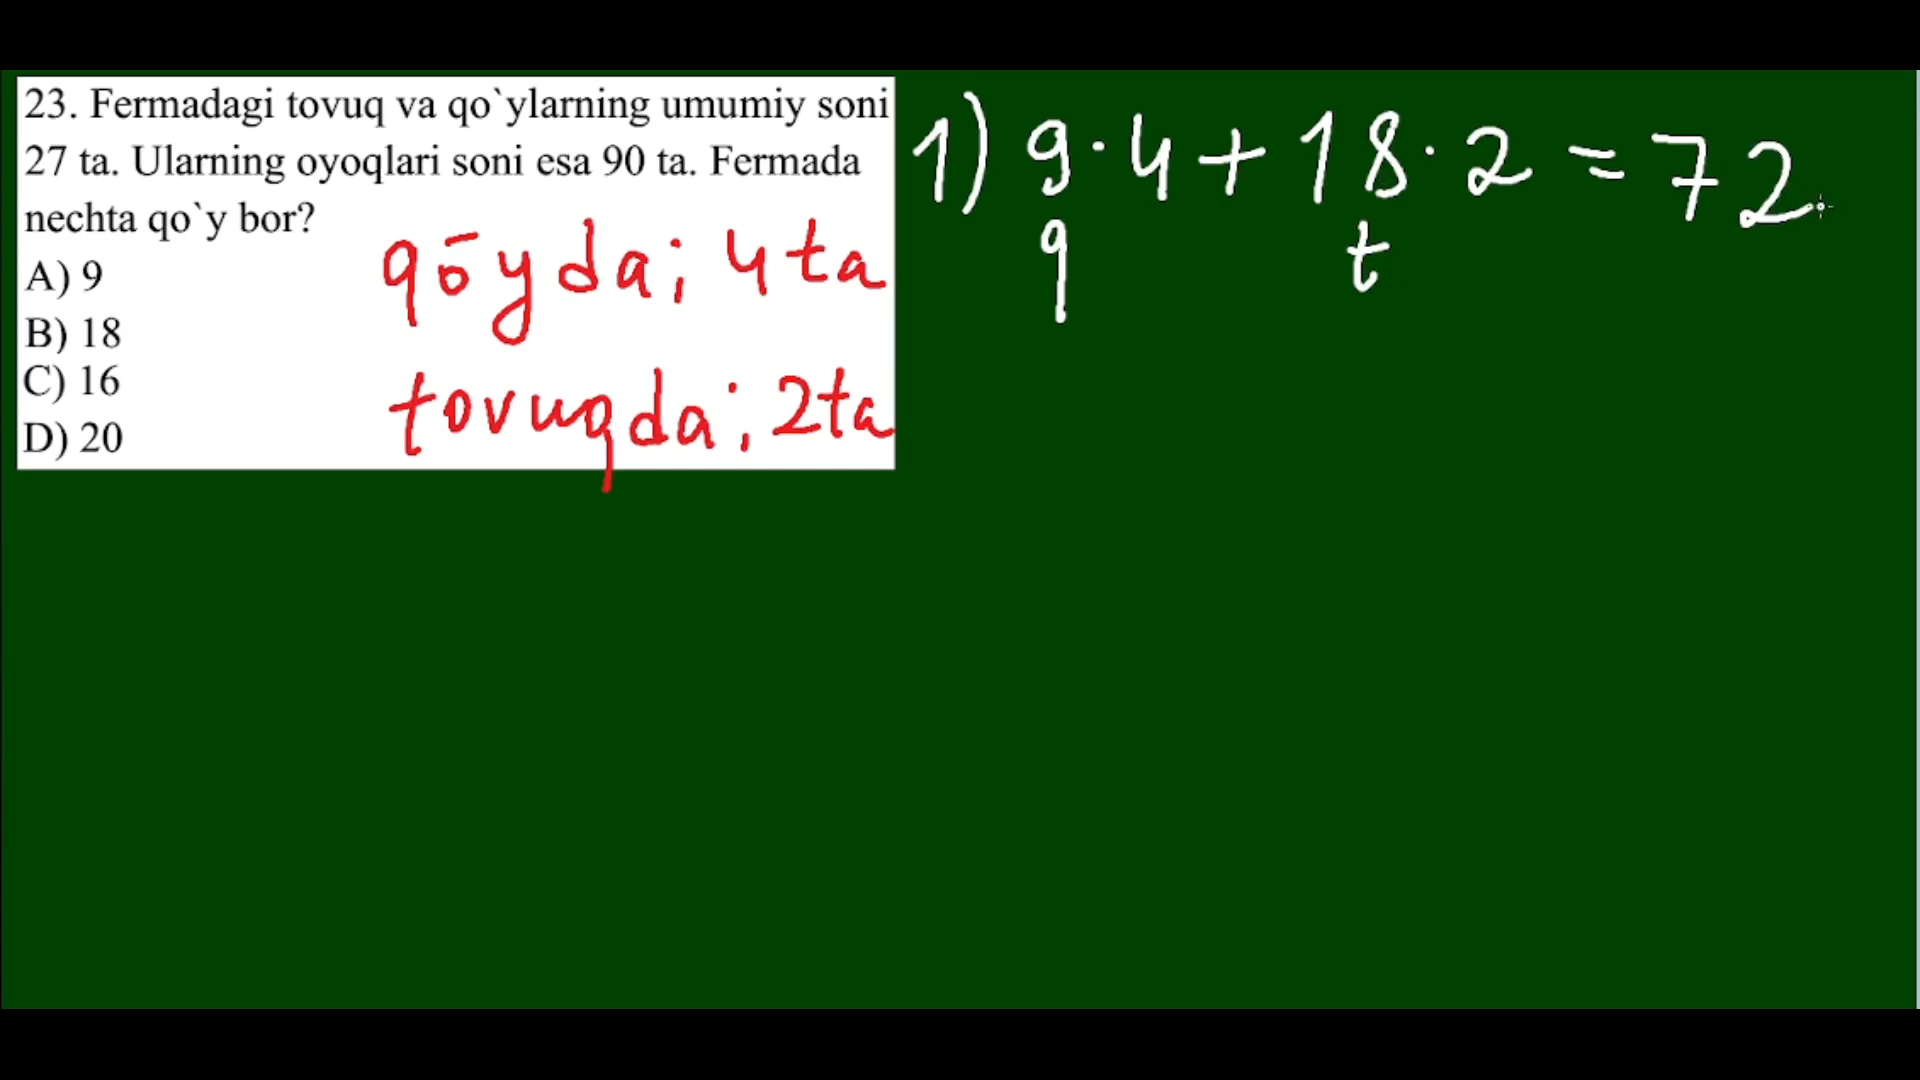 23. Fermadagi tovuq va qo`ylarning umumiy soni
27 ta. Ularning oyoqlari soni esa 90 ta. Fermada
nechta qo`y bor?
A) 9
B) 18
C) 16
D) 20
qōyda; 4ta
tovuqda; 2ta
1) 9·4+18·2=72
q t